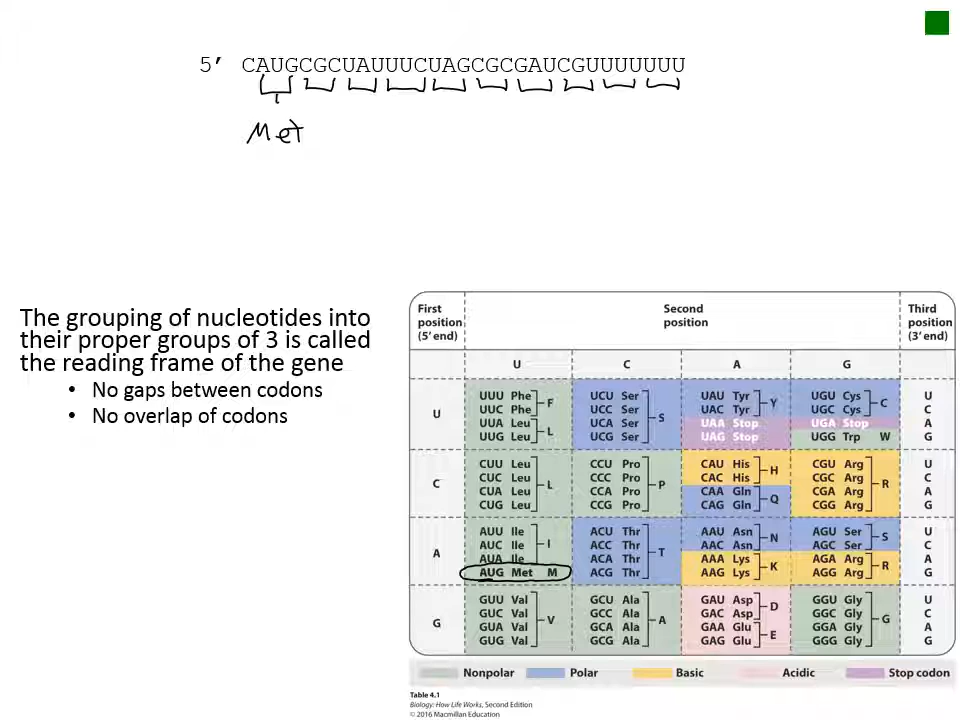 5’ CAUGCGCUAUUUCUAGCGCGAUCGUUUUUUU
Met
The grouping of nucleotides into
their proper groups of 3 is called
the reading frame of the gene
• No gaps between codons
• No overlap of codons
First position (5′ end) Second position Third position (3′ end)
U C A G
U
UUU Phe UCU Ser UAU Tyr UGU Cys U
UUC Phe F UCC Ser UAC Tyr Y UGC Cys C C
UUA Leu UCA Ser S UAA Stop UGA Stop A
UUG Leu L UCG Ser UAG Stop UGG Trp W G
C
CUU Leu CCU Pro CAU His CGU Arg U
CUC Leu CCC Pro CAC His H CGC Arg C
CUA Leu L CCA Pro P CAA Gln CGA Arg R A
CUG Leu CCG Pro CAG Gln Q CGG Arg G
A
AUU Ile ACU Thr AAU Asn AGU Ser U
AUC Ile I ACC Thr AAC Asn N AGC Ser S C
AUA Ile ACA Thr T AAA Lys AGA Arg A
AUG Met M ACG Thr AAG Lys K AGG Arg R G
G
GUU Val GCU Ala GAU Asp GGU Gly U
GUC Val GCC Ala GAC Asp D GGC Gly C
GUA Val V GCA Ala A GAA Glu GGA Gly G A
GUG Val GCG Ala GAG Glu E GGG Gly G
Nonpolar Polar Basic Acidic Stop codon
Table 4.1
Biology: How Life Works, Second Edition
© 2016 Macmillan Education